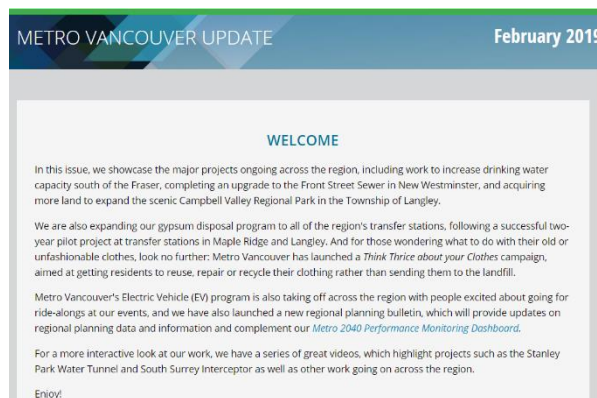 METRO VANCOUVER UPDATE
February 2019
WELCOME
In this issue, we showcase the major projects ongoing across the region, including work to increase drinking water
capacity south of the Fraser, completing an upgrade to the Front Street Sewer in New Westminster, and acquiring
more land to expand the scenic Campbell Valley Regional Park in the Township of Langley.
We are also expanding our gypsum disposal program to all of the region's transfer stations, following a successful two-
year pilot project at transfer stations in Maple Ridge and Langley. And for those wondering what to do with their old or
unfashionable clothes, look no further: Metro Vancouver has launched a Think Thrice about your Clothes campaign,
aimed at getting residents to reuse, repair or recycle their clothing rather than sending them to the landfill.
Metro Vancouver's Electric Vehicle (EV) program is also taking off across the region with people excited about going for
ride-alongs at our events, and we have also launched a new regional planning bulletin, which will provide updates on
regional planning data and information and complement our Metro 2040 Performance Monitoring Dashboard.
For a more interactive look at our work, we have a series of great videos, which highlight projects such as the Stanley
Park Water Tunnel and South Surrey Interceptor as well as other work going on across the region.
Enjoy!